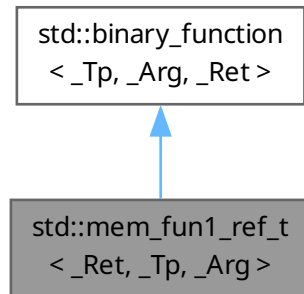 std::binary_function
< _Tp, _Arg, _Ret >
std::mem_fun1_ref_t
< _Ret, _Tp, _Arg >